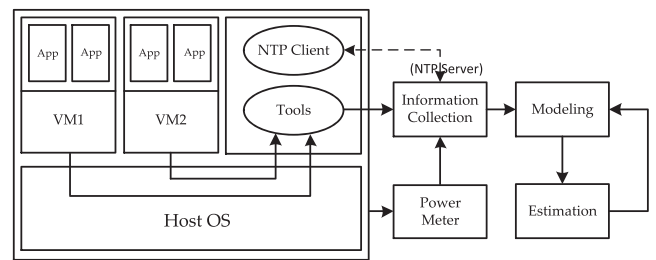 App
App
App
App
NTP Client
(NTP Server)
VM1
VM2
Tools
Information
Collection
Modeling
Host OS
Power
Meter
Estimation